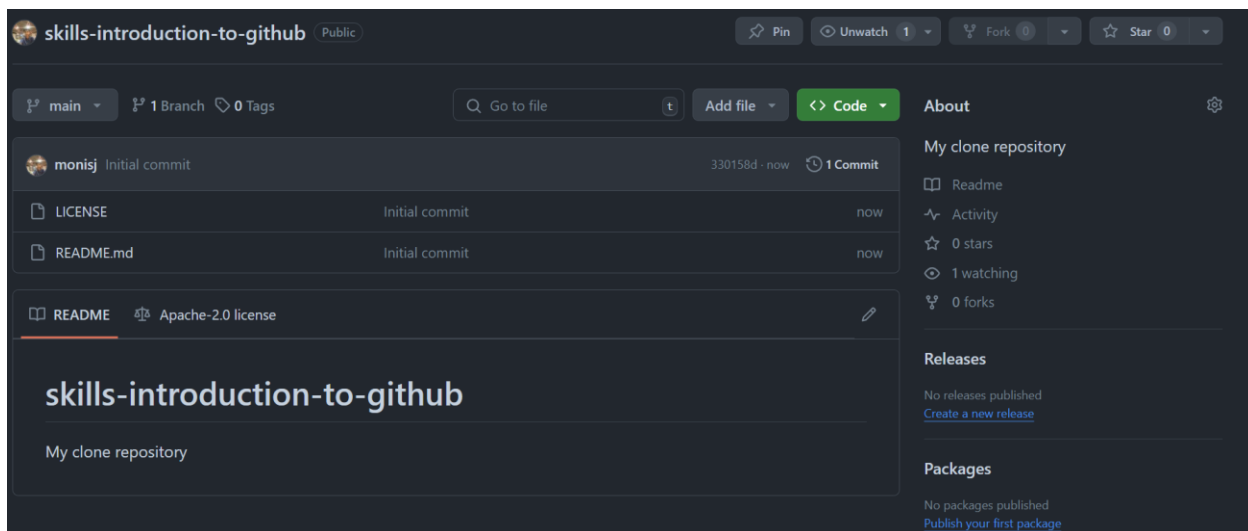 skills-introduction-to-github Public
Pin Unwatch 1 Fork 0 Star 0
main 1 Branch 0 Tags Go to file t Add file <> Code
monisj Initial commit 330158d · now 1 Commit
LICENSE Initial commit now
README.md Initial commit now
README Apache-2.0 license
skills-introduction-to-github
My clone repository
About
My clone repository
Readme
Activity
0 stars
1 watching
0 forks
Releases
No releases published
Create a new release
Packages
No packages published
Publish your first package